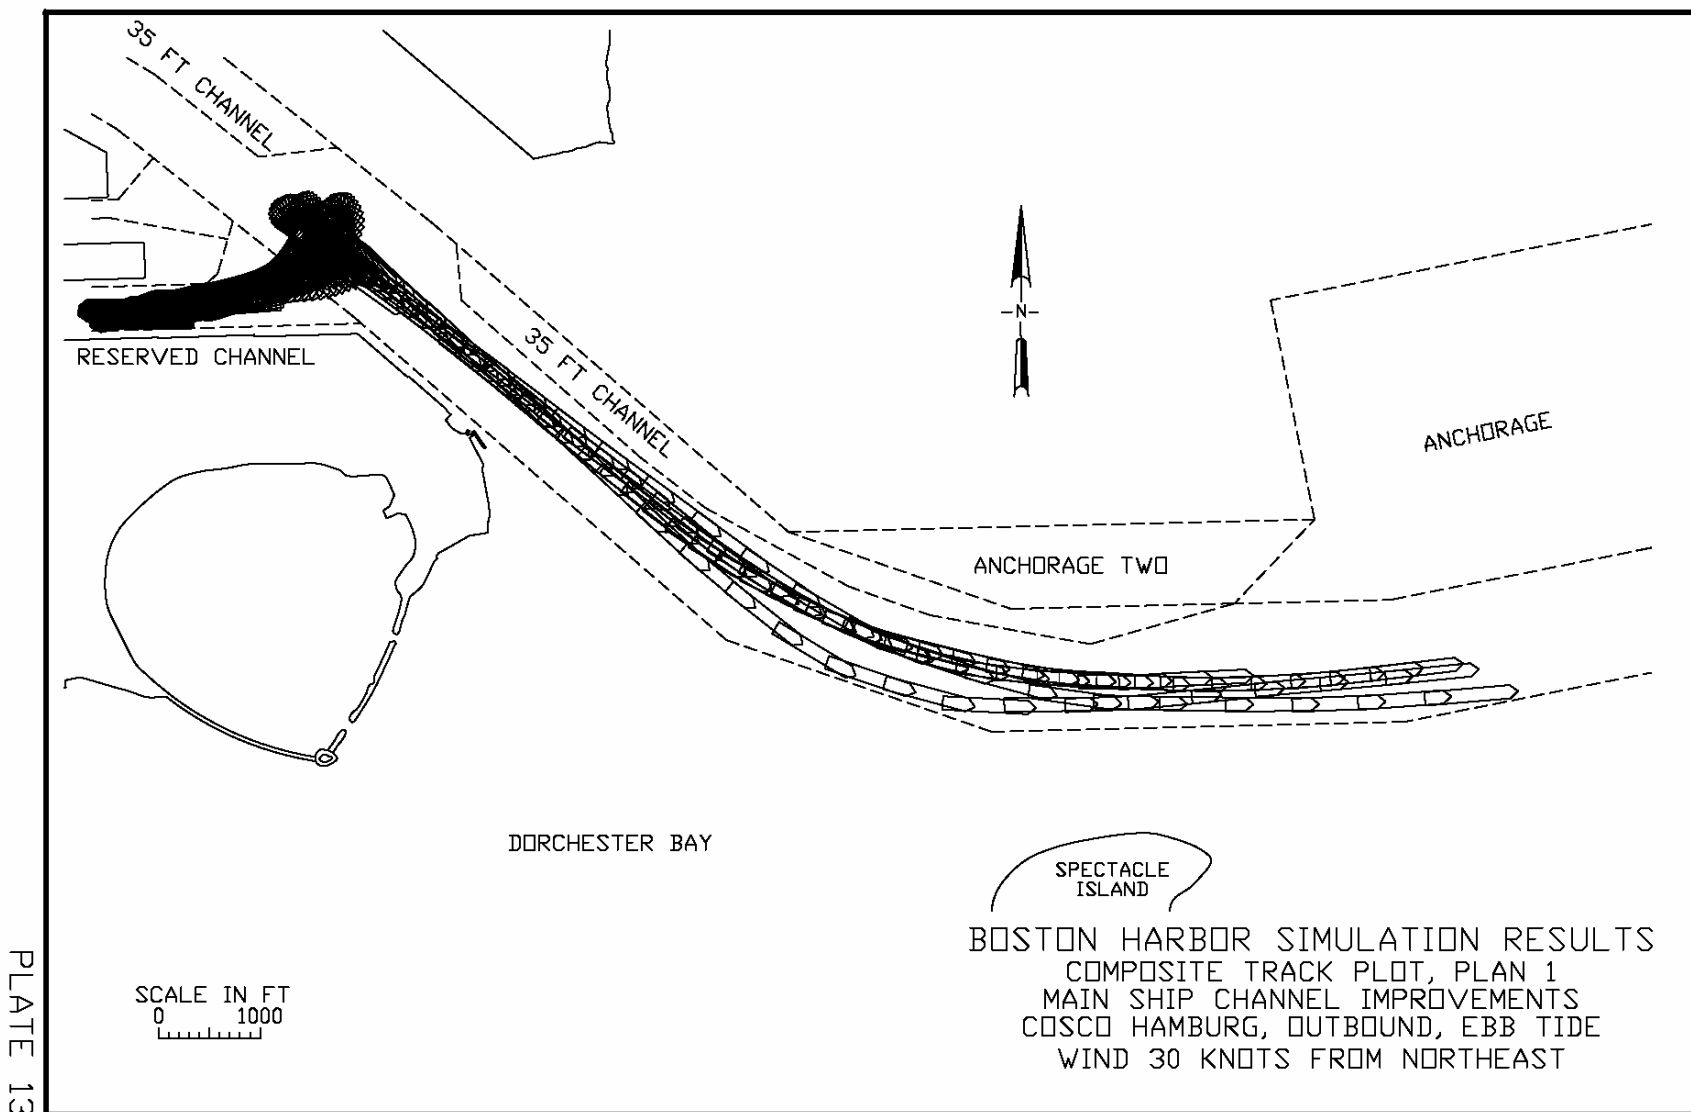 35 FT CHANNEL
-N-
35 FT CHANNEL
RESERVED CHANNEL
ANCHORAGE
ANCHORAGE TWO
DORCHESTER BAY
SPECTACLE
ISLAND
BOSTON HARBOR SIMULATION RESULTS
COMPOSITE TRACK PLOT, PLAN 1
MAIN SHIP CHANNEL IMPROVEMENTS
COSCO HAMBURG, OUTBOUND, EBB TIDE
WIND 30 KNOTS FROM NORTHEAST
SCALE IN FT
0 1000
PLATE 13